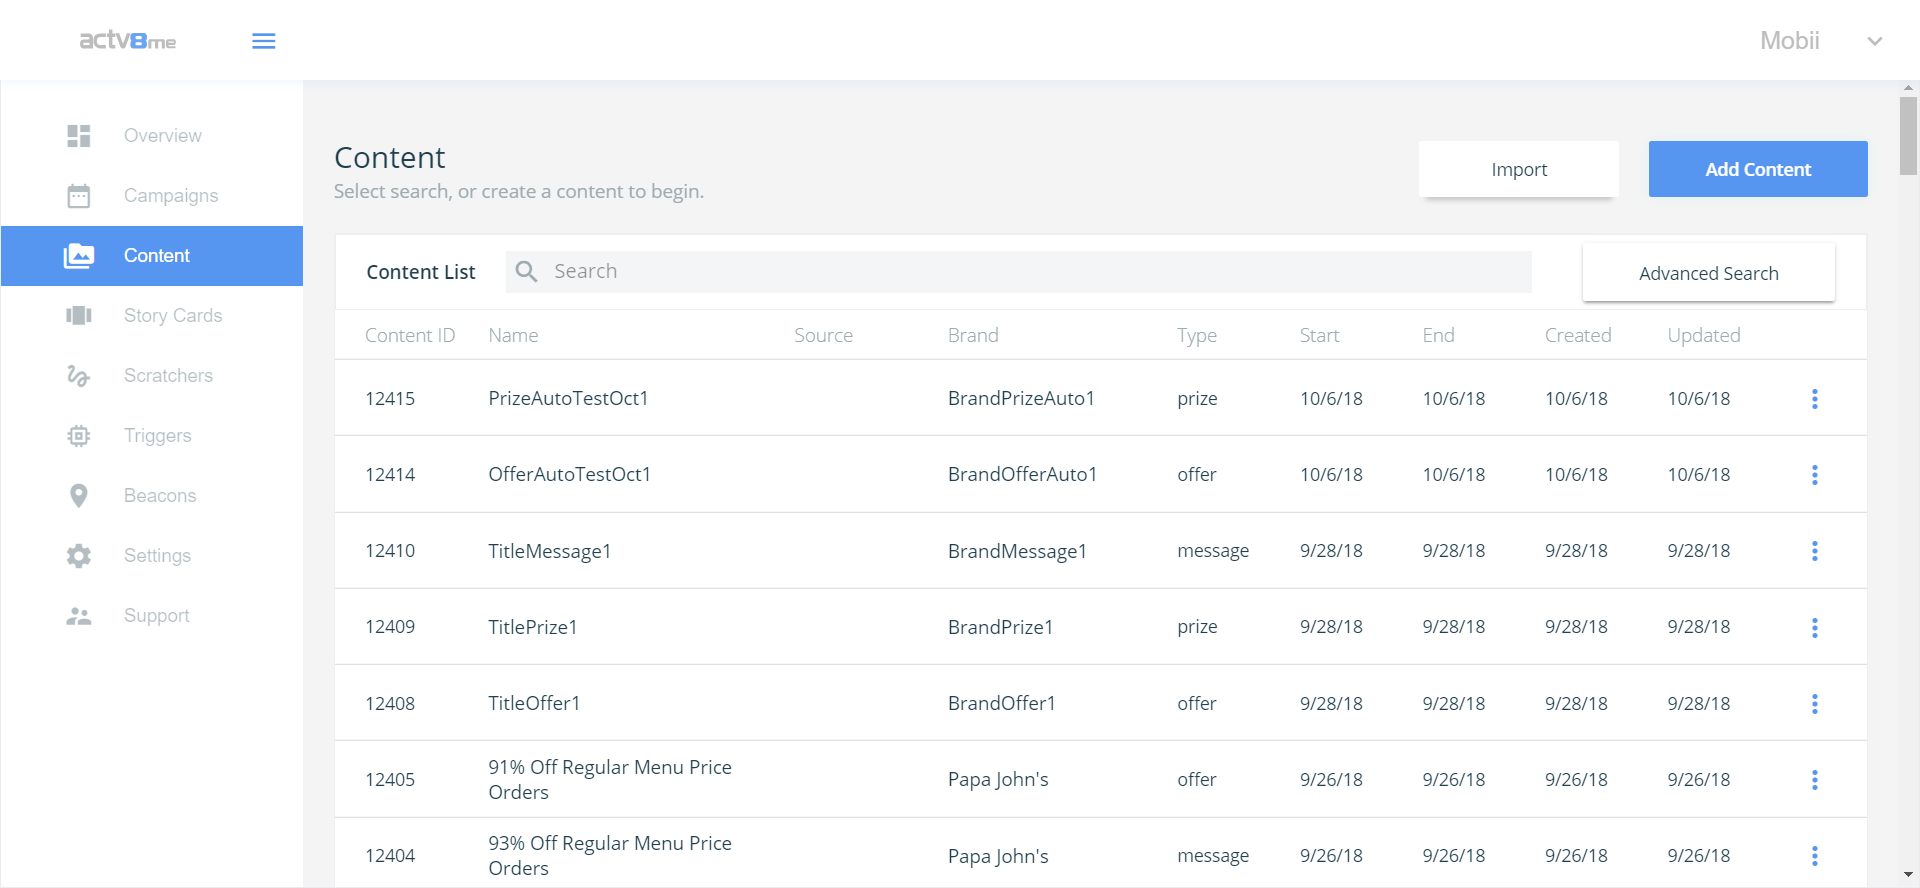 actv8me
Mobii
Overview
Campaigns
Content
Story Cards
Scratchers
Triggers
Beacons
Settings
Support
Content
Select search, or create a content to begin.
Import
Add Content
Content List
Search
Advanced Search
Content ID Name Source Brand Type Start End Created Updated
12415 PrizeAutoTestOct1 BrandPrizeAuto1 prize 10/6/18 10/6/18 10/6/18 10/6/18
12414 OfferAutoTestOct1 BrandOfferAuto1 offer 10/6/18 10/6/18 10/6/18 10/6/18
12410 TitleMessage1 BrandMessage1 message 9/28/18 9/28/18 9/28/18 9/28/18
12409 TitlePrize1 BrandPrize1 prize 9/28/18 9/28/18 9/28/18 9/28/18
12408 TitleOffer1 BrandOffer1 offer 9/28/18 9/28/18 9/28/18 9/28/18
91% Off Regular Menu Price
12405 Papa John's offer 9/26/18 9/26/18 9/26/18 9/26/18
Orders
93% Off Regular Menu Price
12404 Papa John's message 9/26/18 9/26/18 9/26/18 9/26/18
Orders